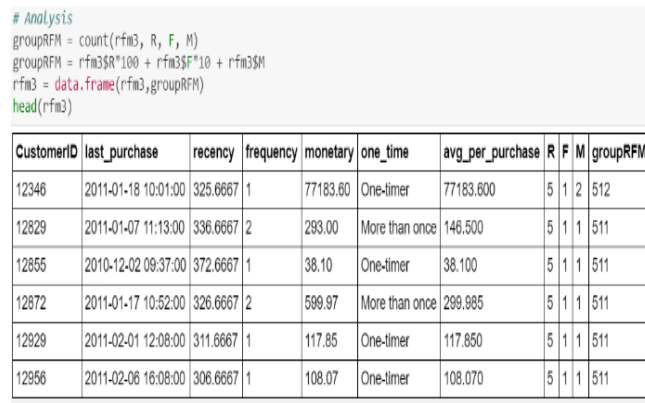 # Analysis
groupRFM = count(rfm3, R, F, M)
groupRFM = rfm3$R*100 + rfm3$F*10 + rfm3$M
rfm3 = data.frame(rfm3,groupRFM)
head(rfm3)
CustomerID last_purchase recency frequency monetary one_time avg_per_purchase R F M groupRFM
12346 2011-01-18 10:01:00 325.6667 1 77183.60 One-timer 77183.600 5 1 2 512
12829 2011-01-07 11:13:00 336.6667 2 293.00 More than once 146.500 5 1 1 511
12855 2010-12-02 09:37:00 372.6667 1 38.10 One-timer 38.100 5 1 1 511
12872 2011-01-17 10:52:00 326.6667 2 599.97 More than once 299.985 5 1 1 511
12929 2011-02-01 12:08:00 311.6667 1 117.85 One-timer 117.850 5 1 1 511
12956 2011-02-06 16:08:00 306.6667 1 108.07 One-timer 108.070 5 1 1 511